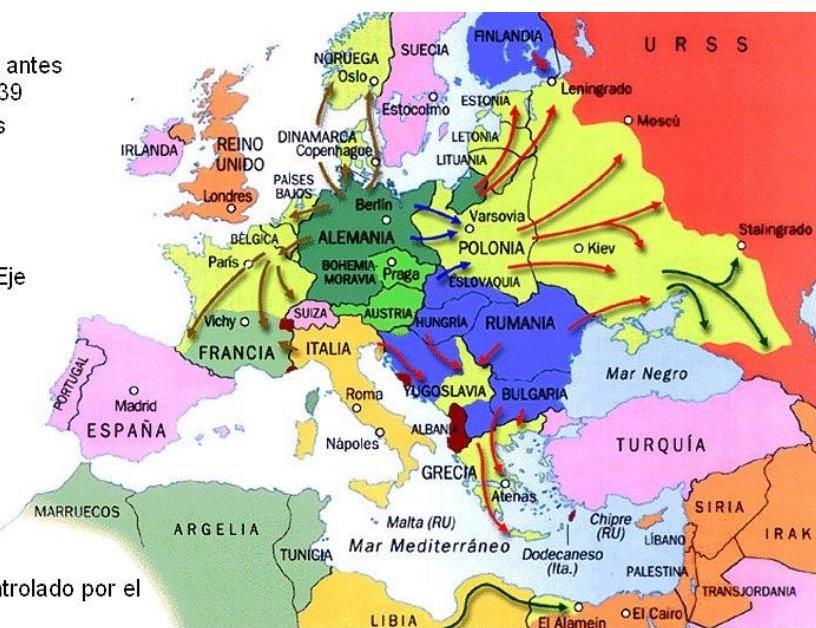 antes
39
s
Eje
trolado por el
NORUEGA
Oslo
SUECIA
FINLANDIA
U R S S
Leningrado
ESTONIA
Estocolmo
Moscú
IRLANDA
REINO
UNIDO
DINAMARCA
Copenhague
LETONIA
LITUANIA
PAÍSES
BAJOS
Londres
Berlín
Varsovia
Stalingrado
BÉLGICA
ALEMANIA
POLONIA
Kiev
París
BOHEMIA-
MORAVIA
Praga
ESLOVAQUIA
Vichy
SUIZA
AUSTRIA
HUNGRÍA
RUMANIA
FRANCIA
ITALIA
Mar Negro
PORTUGAL
Madrid
ESPAÑA
Roma
YUGOSLAVIA
BULGARIA
Nápoles
ALBANIA
TURQUÍA
GRECIA
Atenas
MARRUECOS
ARGELIA
TUNICIA
Malta (RU)
Mar Mediterráneo
Dodecaneso
(Ita.)
Chipre
(RU)
SIRIA
LÍBANO
IRAK
PALESTINA
TRANSJORDANIA
LIBIA
El Alamein
El Cairo